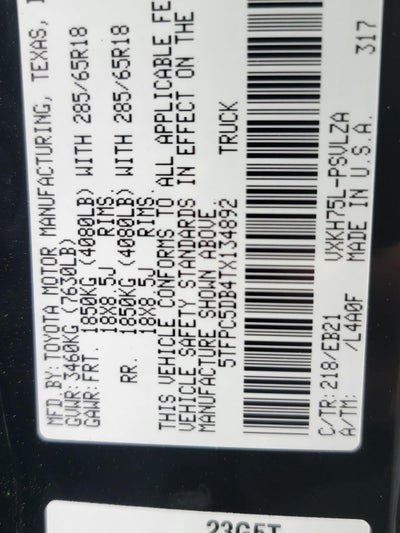 MFD.BY:TOYOTA MOTOR MANUFACTURING, TEXAS,
GVWR:3460KG (7630LB)
GAWR:FRT. 1850KG (4080LB) WITH 285/65R18
18X8.5J RIMS
RR. 1850KG (4080LB) WITH 285/65R18
18X8.5J RIMS
THIS VEHICLE CONFORMS TO ALL APPLICABLE FE
VEHICLE SAFETY STANDARDS IN EFFECT ON THE
MANUFACTURE SHOWN ABOVE
5TFPC5DB4TX134892 TRUCK
C/TR:218/EB21 VXKH75L-PSVLZA
A/TM: /L4A0F MADE IN U.S.A. 317
23G5T